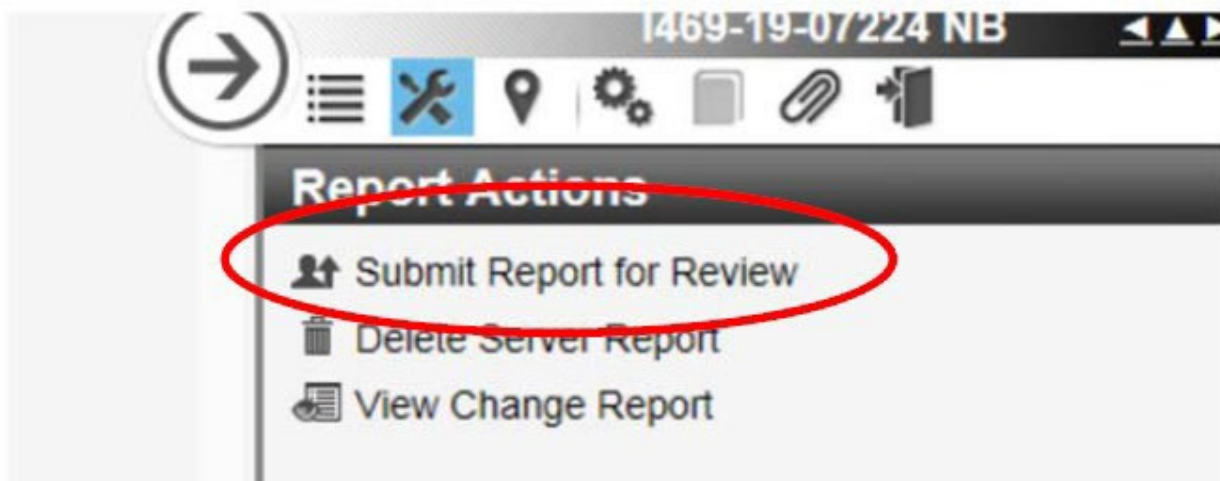 I469-19-07224 NB
Report Actions
Submit Report for Review
Delete Server Report
View Change Report